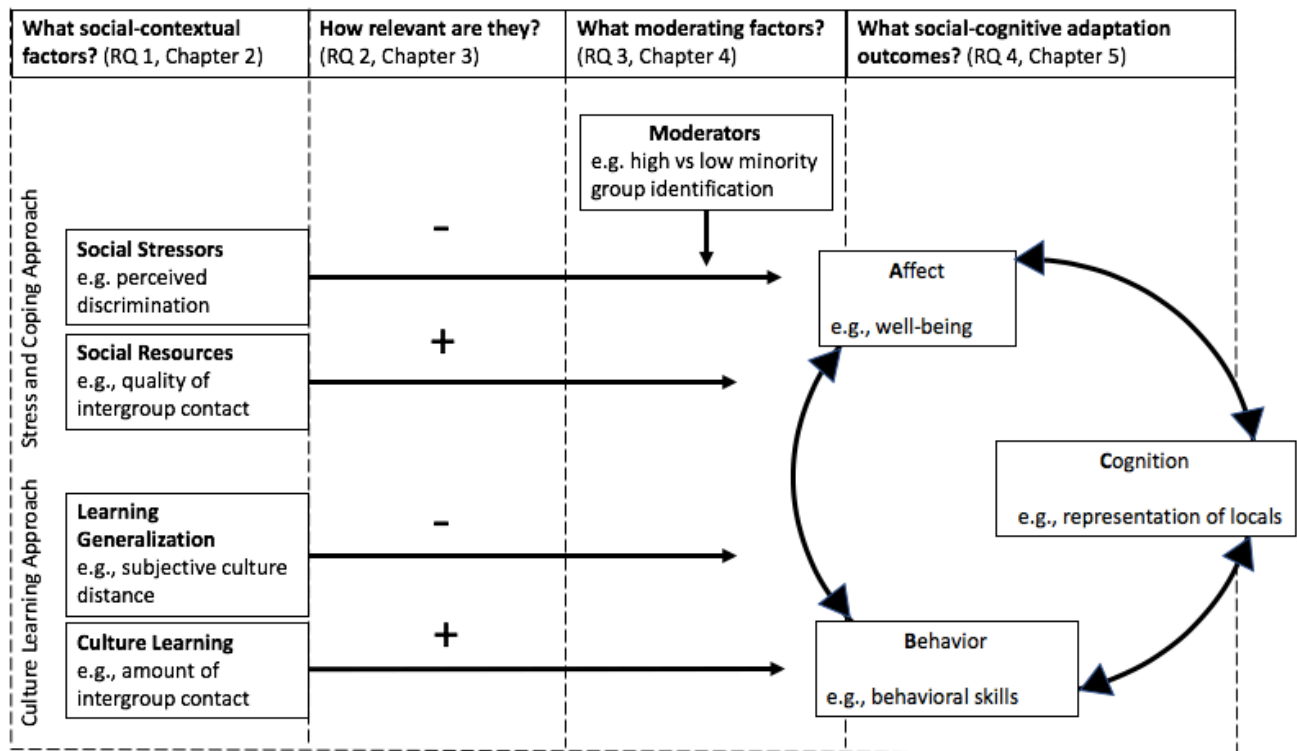 What social-contextual
factors? (RQ 1, Chapter 2)
How relevant are they?
(RQ 2, Chapter 3)
What moderating factors?
(RQ 3, Chapter 4)
What social-cognitive adaptation
outcomes? (RQ 4, Chapter 5)
Moderators
e.g. high vs low minority
group identification
Stress and Coping Approach
Social Stressors
e.g. perceived
discrimination
-
Social Resources
e.g., quality of
intergroup contact
+
Culture Learning Approach
Learning
Generalization
e.g., subjective culture
distance
-
Culture Learning
e.g., amount of
intergroup contact
+
Affect
e.g., well-being
Cognition
e.g., representation of locals
Behavior
e.g., behavioral skills